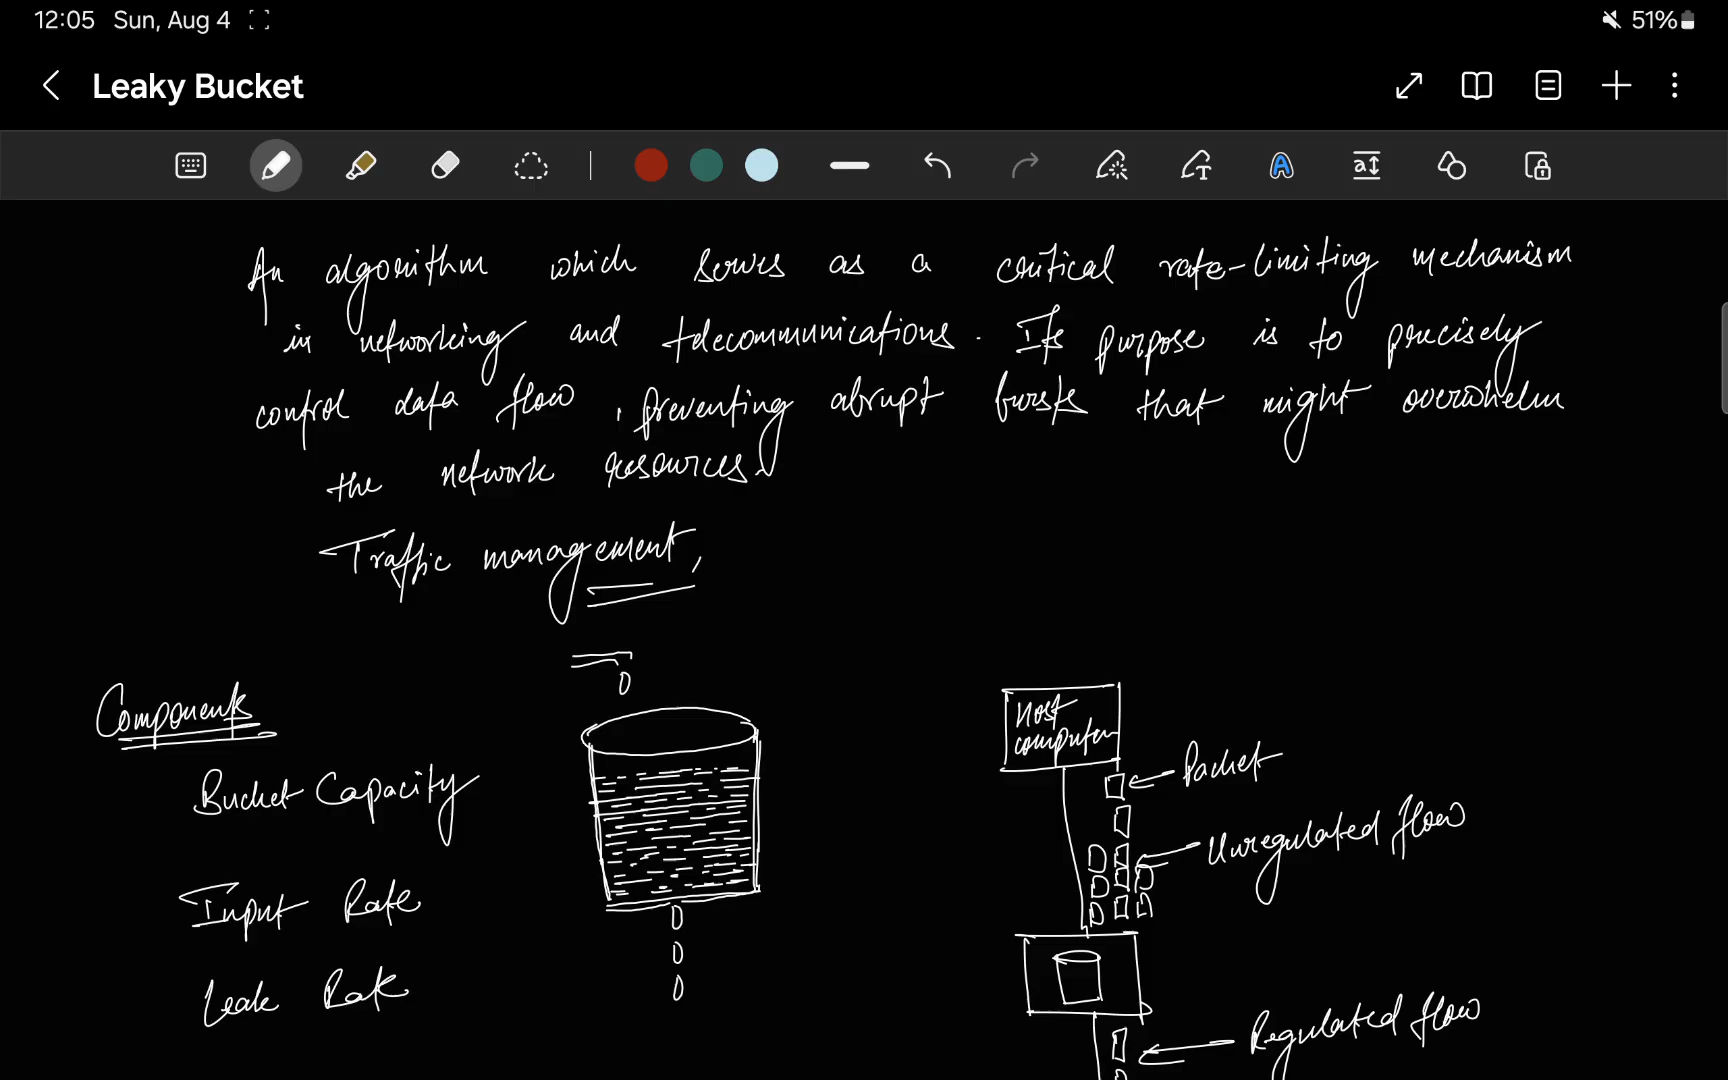 12:05 Sun, Aug 4
51%
Leaky Bucket
An algorithm which serves as a critical rate-limiting mechanism
in networking and telecommunications. Its purpose is to precisely
control data flow, preventing abrupt bursts that might overwhelm
the network resources.
Traffic management,
Components
Bucket Capacity
Input Rate
Leak Rate
Host
computer
Packet
Unregulated flow
Regulated flow